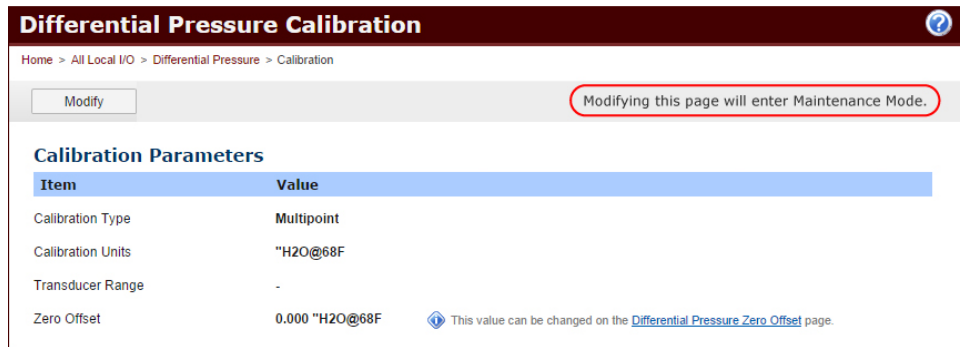 Differential Pressure Calibration
?
Home > All Local I/O > Differential Pressure > Calibration
Modify
Modifying this page will enter Maintenance Mode.
Calibration Parameters
Item Value
Calibration Type Multipoint
Calibration Units "H2O@68F
Transducer Range -
Zero Offset 0.000 "H2O@68F This value can be changed on the Differential Pressure Zero Offset page.